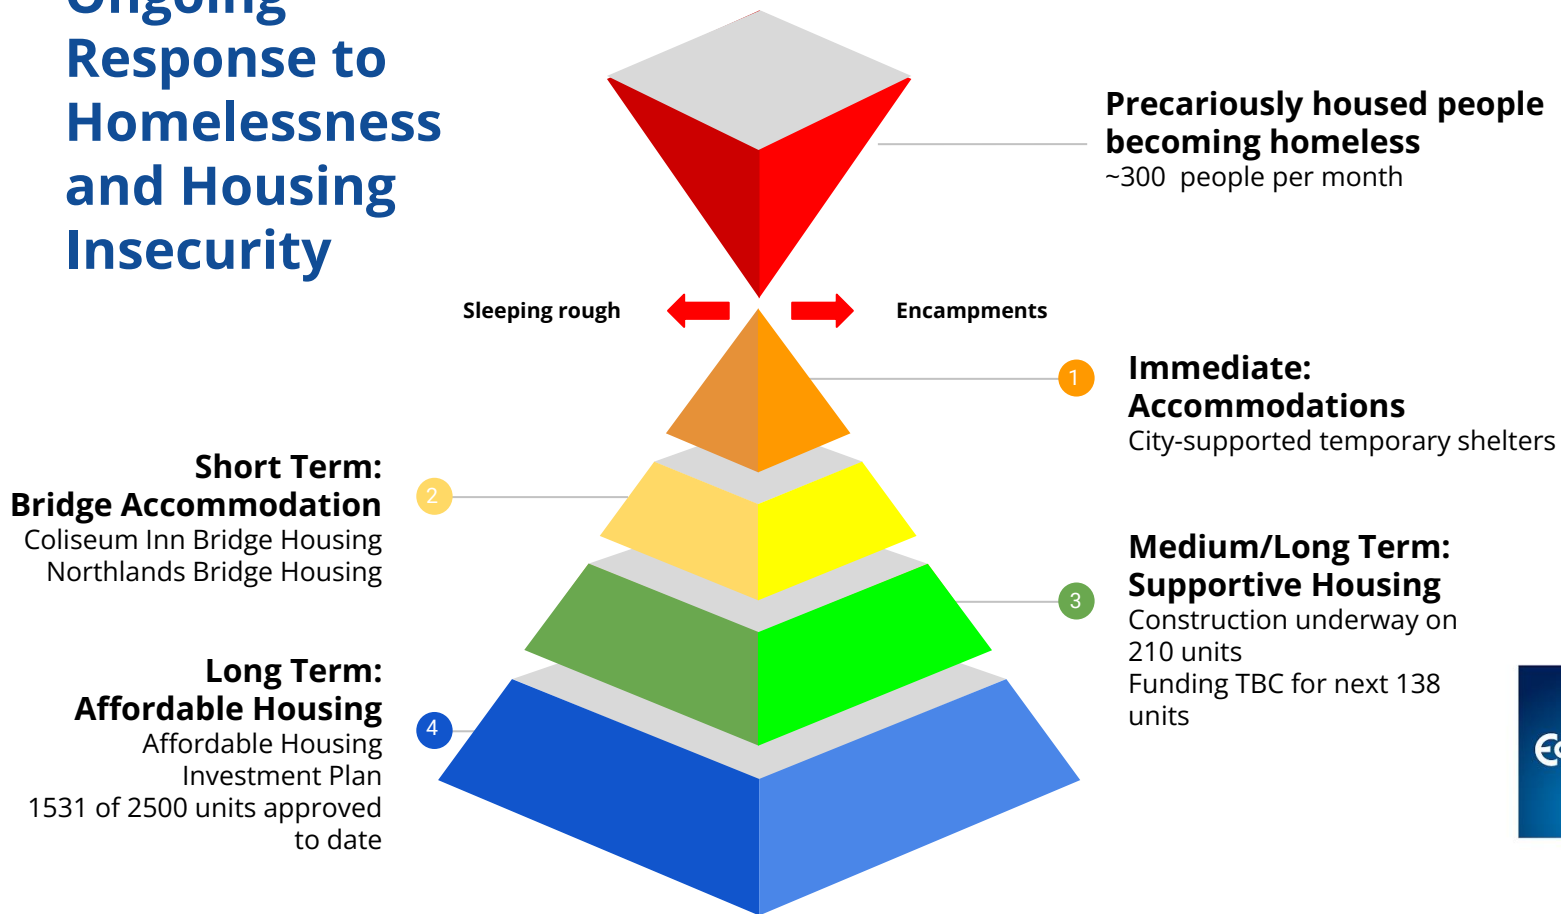 Ongoing
Response to
Homelessness
and Housing
Insecurity
Precariously housed people
becoming homeless
~300 people per month
Sleeping rough
Encampments
1
Immediate:
Accommodations
City-supported temporary shelters
2
Short Term:
Bridge Accommodation
Coliseum Inn Bridge Housing
Northlands Bridge Housing
3
Medium/Long Term:
Supportive Housing
Construction underway on
210 units
Funding TBC for next 138
units
4
Long Term:
Affordable Housing
Affordable Housing
Investment Plan
1531 of 2500 units approved
to date